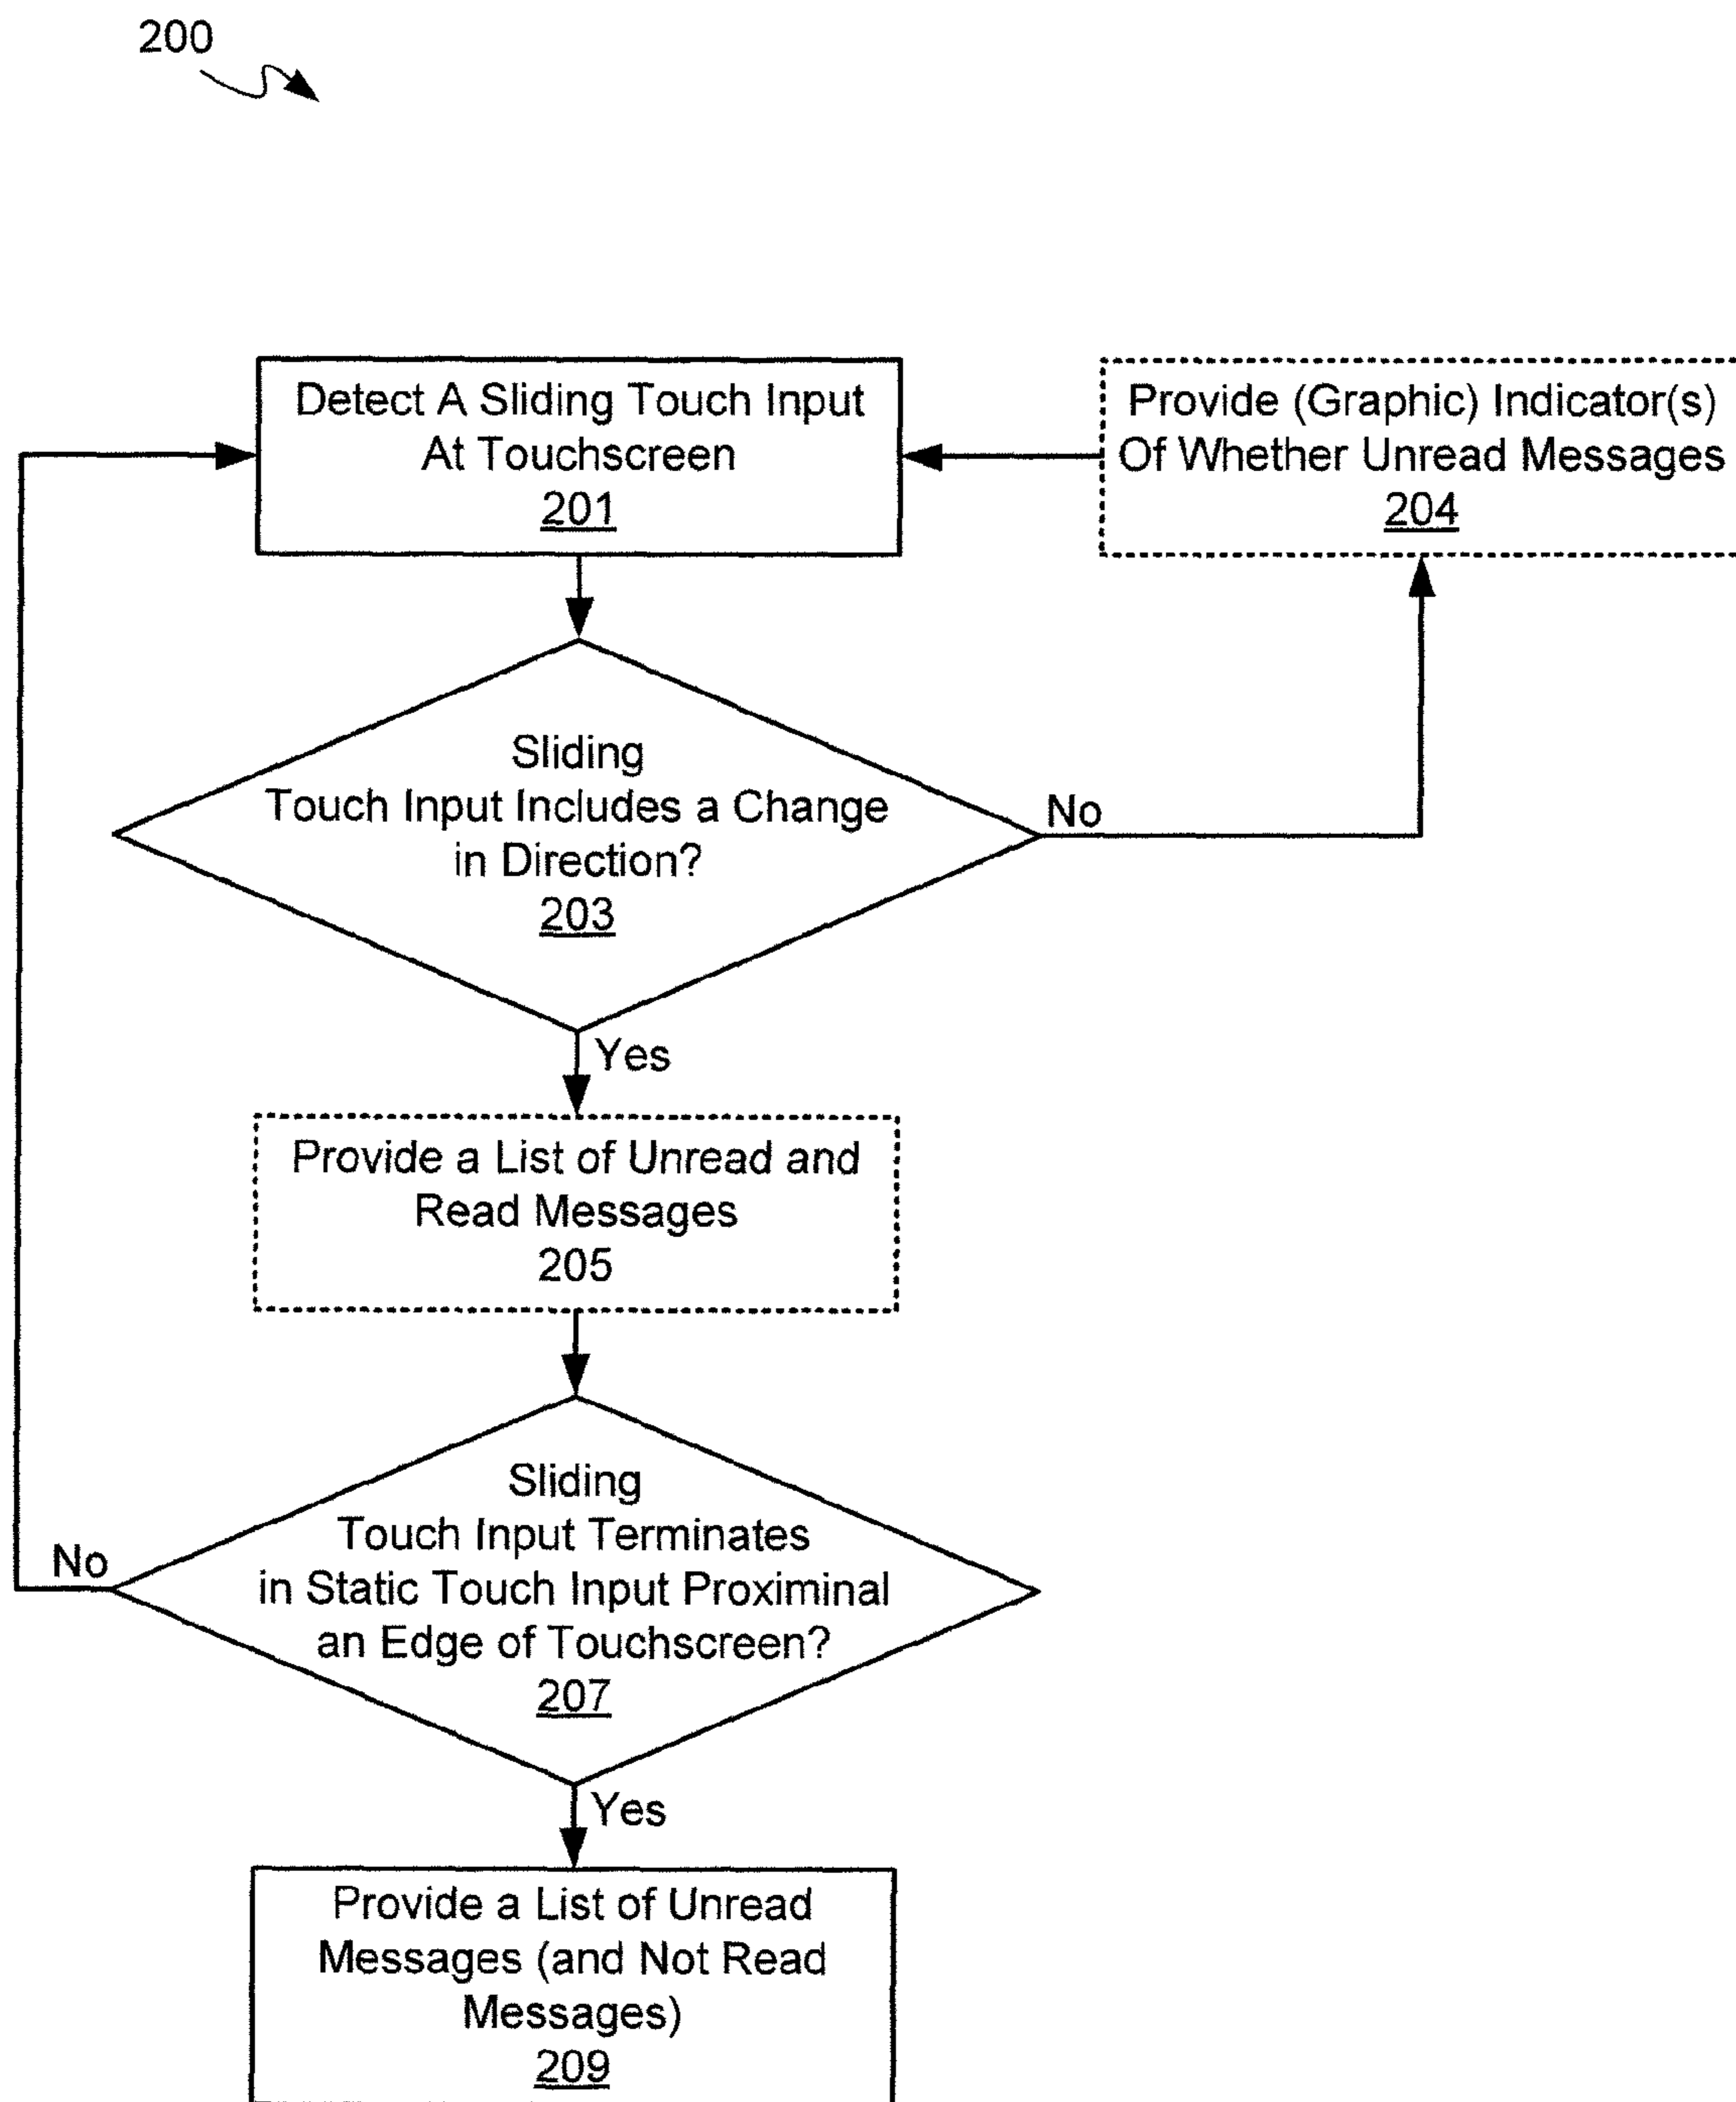 200
Detect A Sliding Touch Input
At Touchscreen
201
Provide (Graphic) Indicator(s)
Of Whether Unread Messages
204
Sliding
Touch Input Includes a Change
in Direction?
203
No
Yes
Provide a List of Unread and
Read Messages
205
Sliding
Touch Input Terminates
in Static Touch Input Proximinal
an Edge of Touchscreen?
207
No
Yes
Provide a List of Unread
Messages (and Not Read
Messages)
209